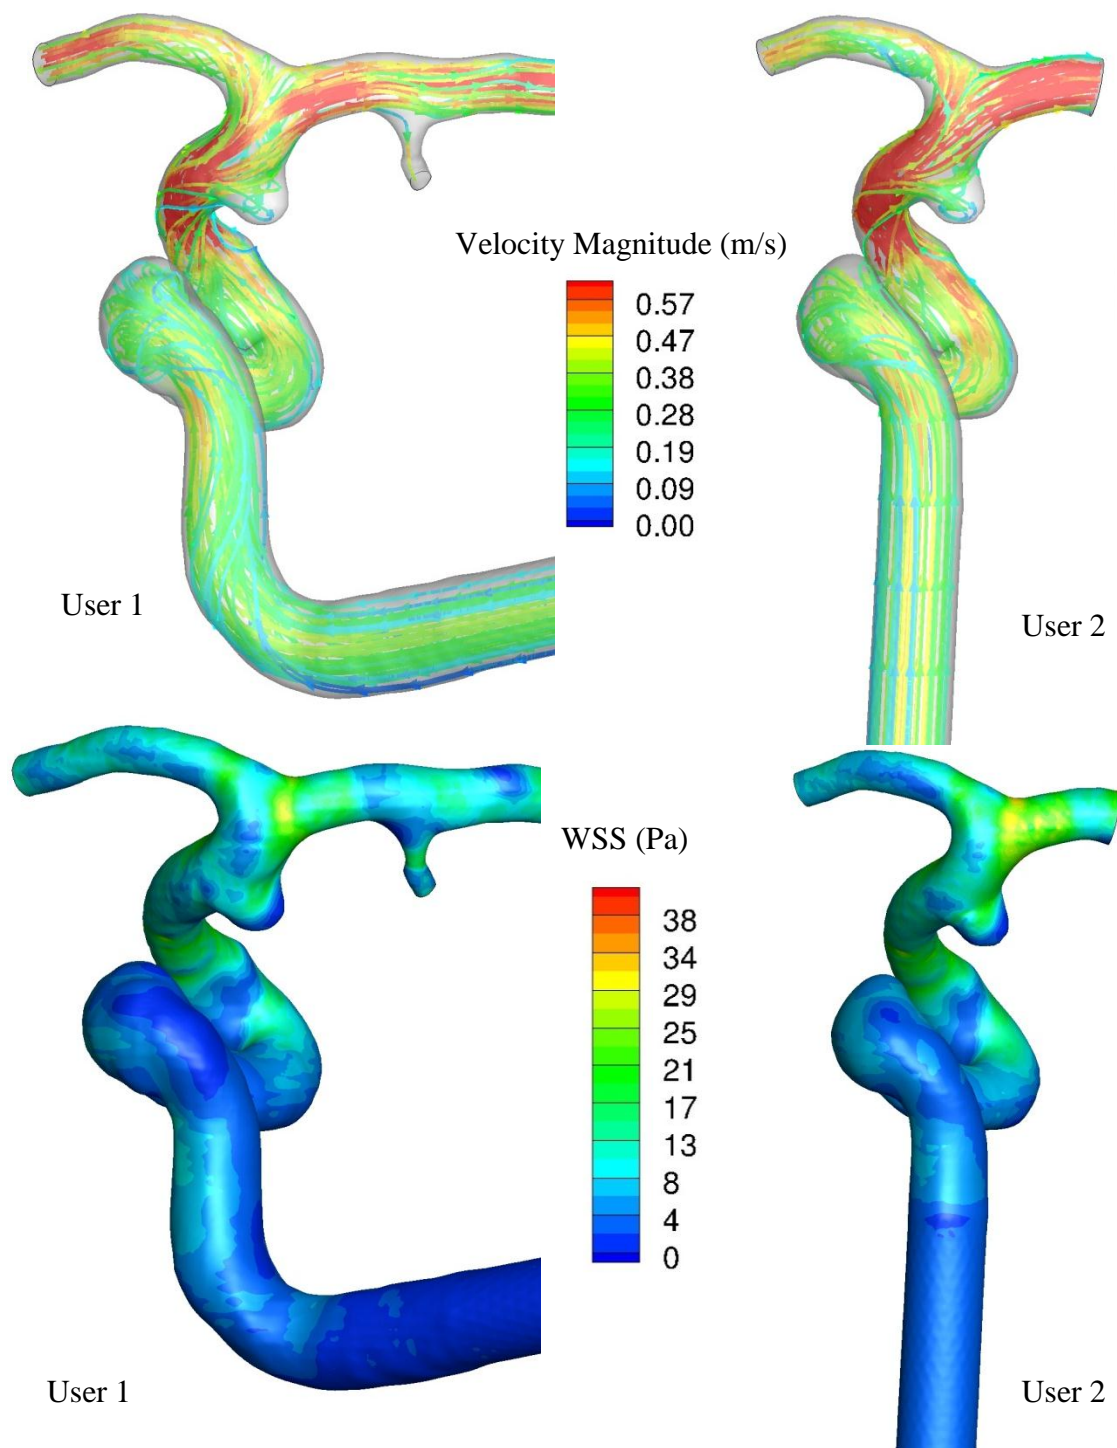 Velocity Magnitude (m/s)
0.57
0.47
0.38
0.28
0.19
0.09
0.00
User 1
User 2
WSS (Pa)
38
34
29
25
21
17
13
8
4
0
User 1
User 2